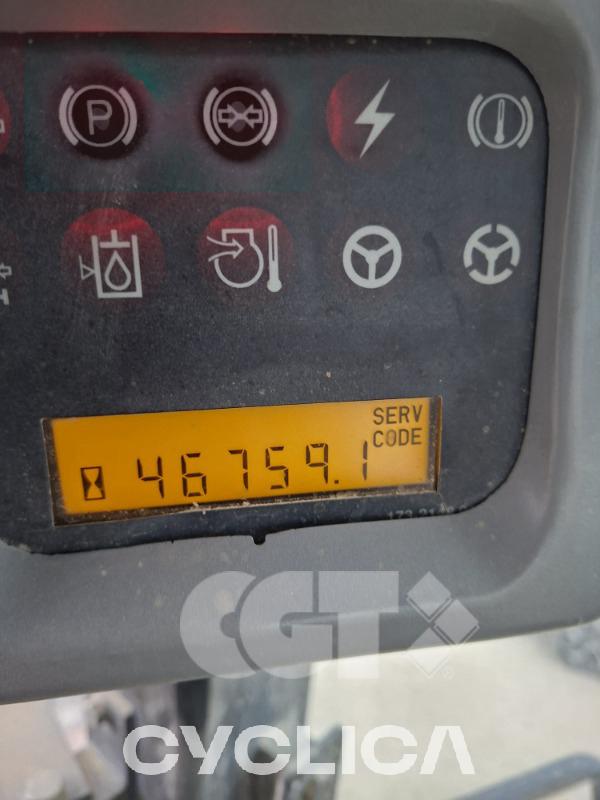 P
SERV
CODE
46759.1
CGT
CYCLICA